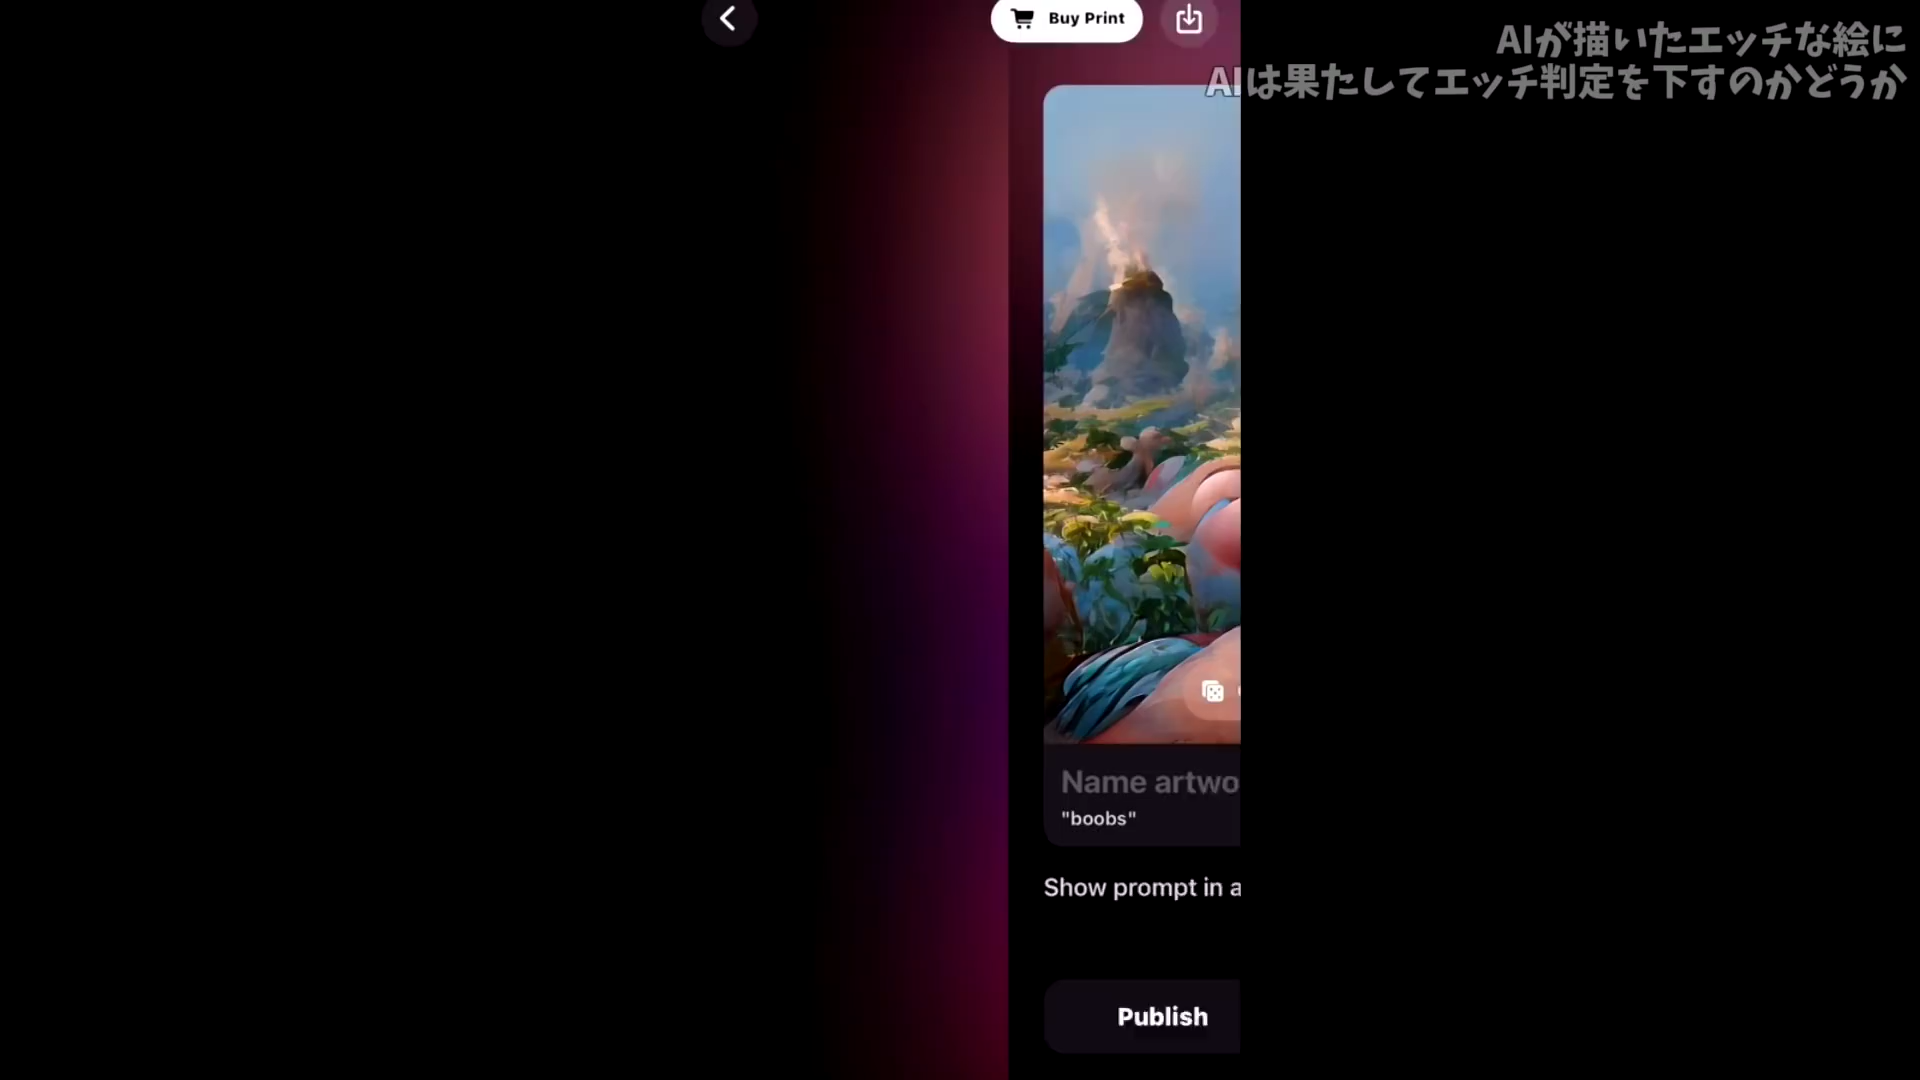 Buy Print
AIが描いたエッチな絵に
AIは果たしてエッチ判定を下すのかどうか
Name artwo
"boobs"
Show prompt in a
Publish